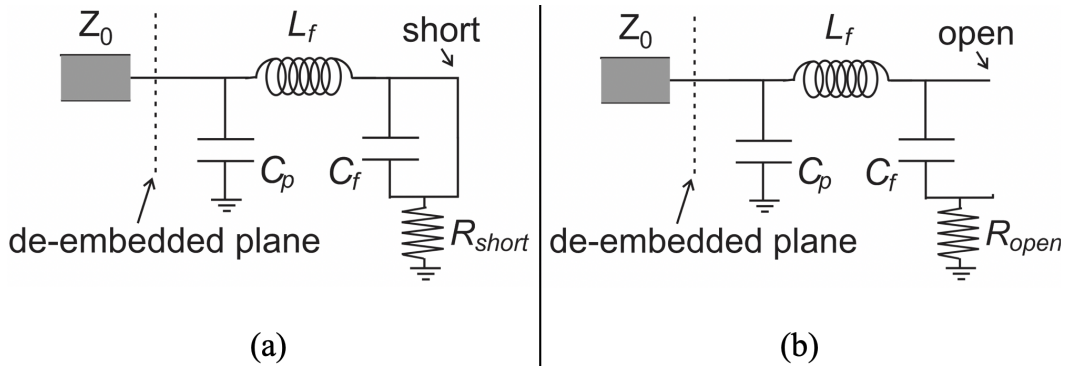 Z0
Lf
short
Cp
Cf
de-embedded plane
Rshort
(a)
Z0
Lf
open
Cp
Cf
de-embedded plane
Ropen
(b)